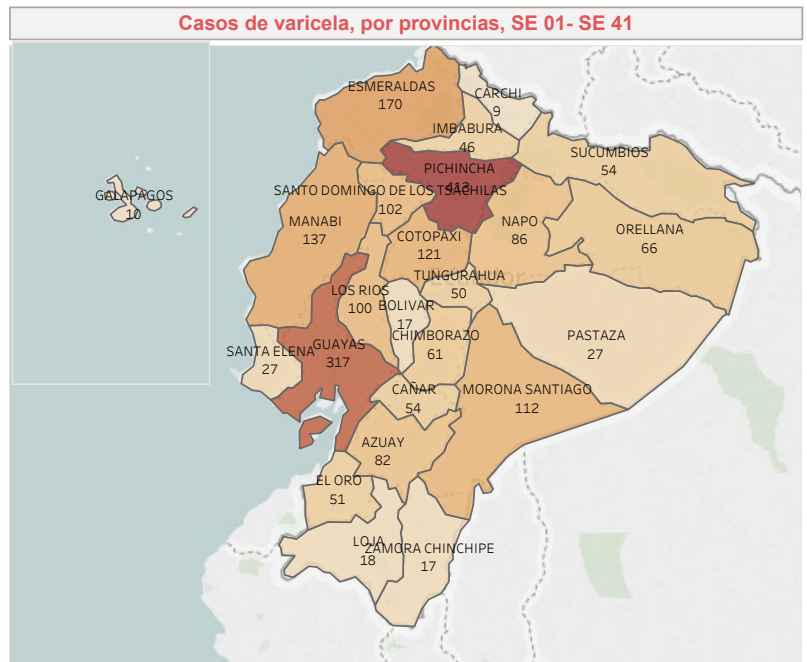 Casos de varicela, por provincias, SE 01- SE 41
ESMERALDAS
170
CARCHI
9
IMBABURA
46
SUCUMBIOS
54
PICHINCHA
413
GALAPAGOS
10
SANTO DOMINGO DE LOS TSACHILAS
102
MANABI
137
NAPO
86
ORELLANA
66
COTOPAXI
121
TUNGURAHUA
50
Ecuador
LOS RIOS
100
BOLIVAR
17
CHIMBORAZO
61
PASTAZA
27
GUAYAS
317
SANTA ELENA
27
CAÑAR
54
MORONA SANTIAGO
112
AZUAY
82
EL ORO
51
LOJA
18
ZAMORA CHINCHIPE
17